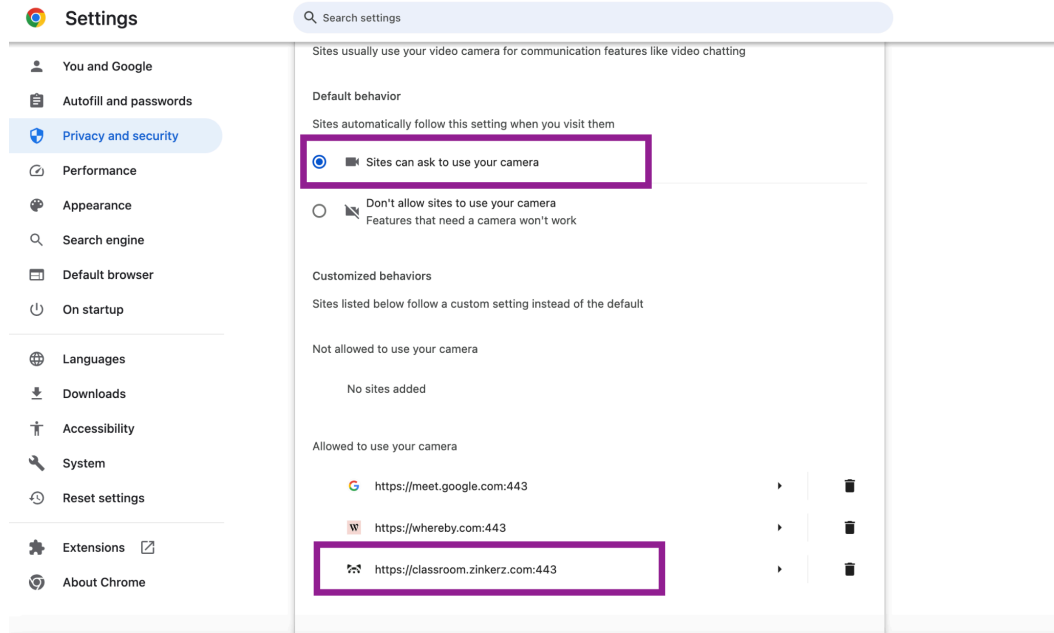 Settings
Search settings
You and Google
Autofill and passwords
Privacy and security
Performance
Appearance
Search engine
Default browser
On startup
Languages
Downloads
Accessibility
System
Reset settings
Extensions
About Chrome
Sites usually use your video camera for communication features like video chatting
Default behavior
Sites automatically follow this setting when you visit them
Sites can ask to use your camera
Don't allow sites to use your camera
Features that need a camera won't work
Customized behaviors
Sites listed below follow a custom setting instead of the default
Not allowed to use your camera
No sites added
Allowed to use your camera
https://meet.google.com:443
W https://whereby.com:443
https://classroom.zinkerz.com:443